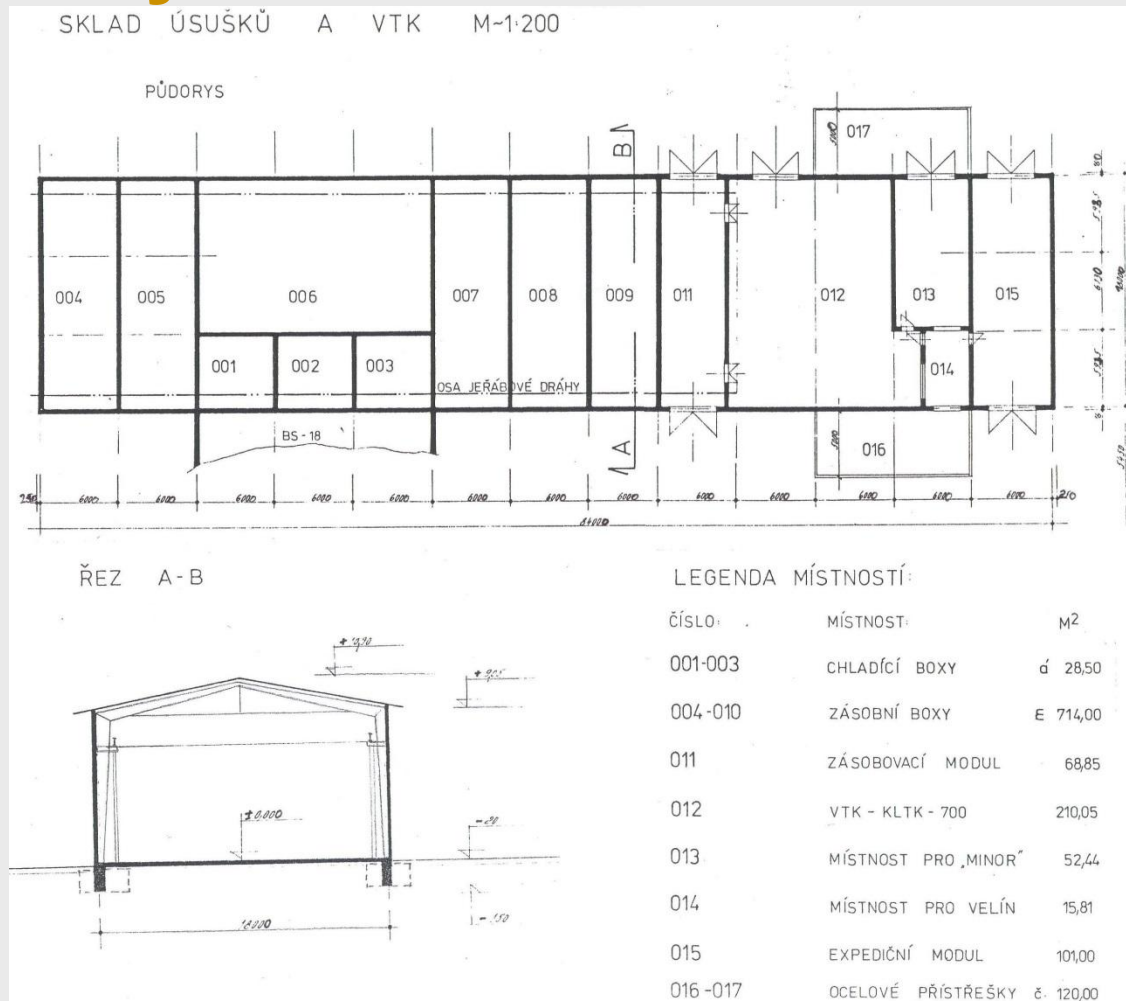 SKLAD ÚSUŠKŮ A VTK M~1:200
PŮDORYS
017
B
004 005 006 007 008 009 011 012 013 015
001 002 003 014
OSA JEŘÁBOVÉ DRÁHY
BS-18
A
016
6000 6000 6000 6000 6000 6000 6000 6000 6000 6000 6000 6000 6000 210
ŘEZ A-B
± 0,000
18000
LEGENDA MÍSTNOSTÍ:
ČÍSLO: MÍSTNOST: M2
001-003 CHLADÍCÍ BOXY á 28,50
004-010 ZÁSOBNÍ BOXY E 714,00
011 ZÁSOBOVACÍ MODUL 68,85
012 VTK - KLTK - 700 210,05
013 MÍSTNOST PRO „MINOR" 52,44
014 MÍSTNOST PRO VELÍN 15,81
015 EXPEDIČNÍ MODUL 101,00
016-017 OCELOVÉ PŘÍSTŘEŠKY č. 120,00